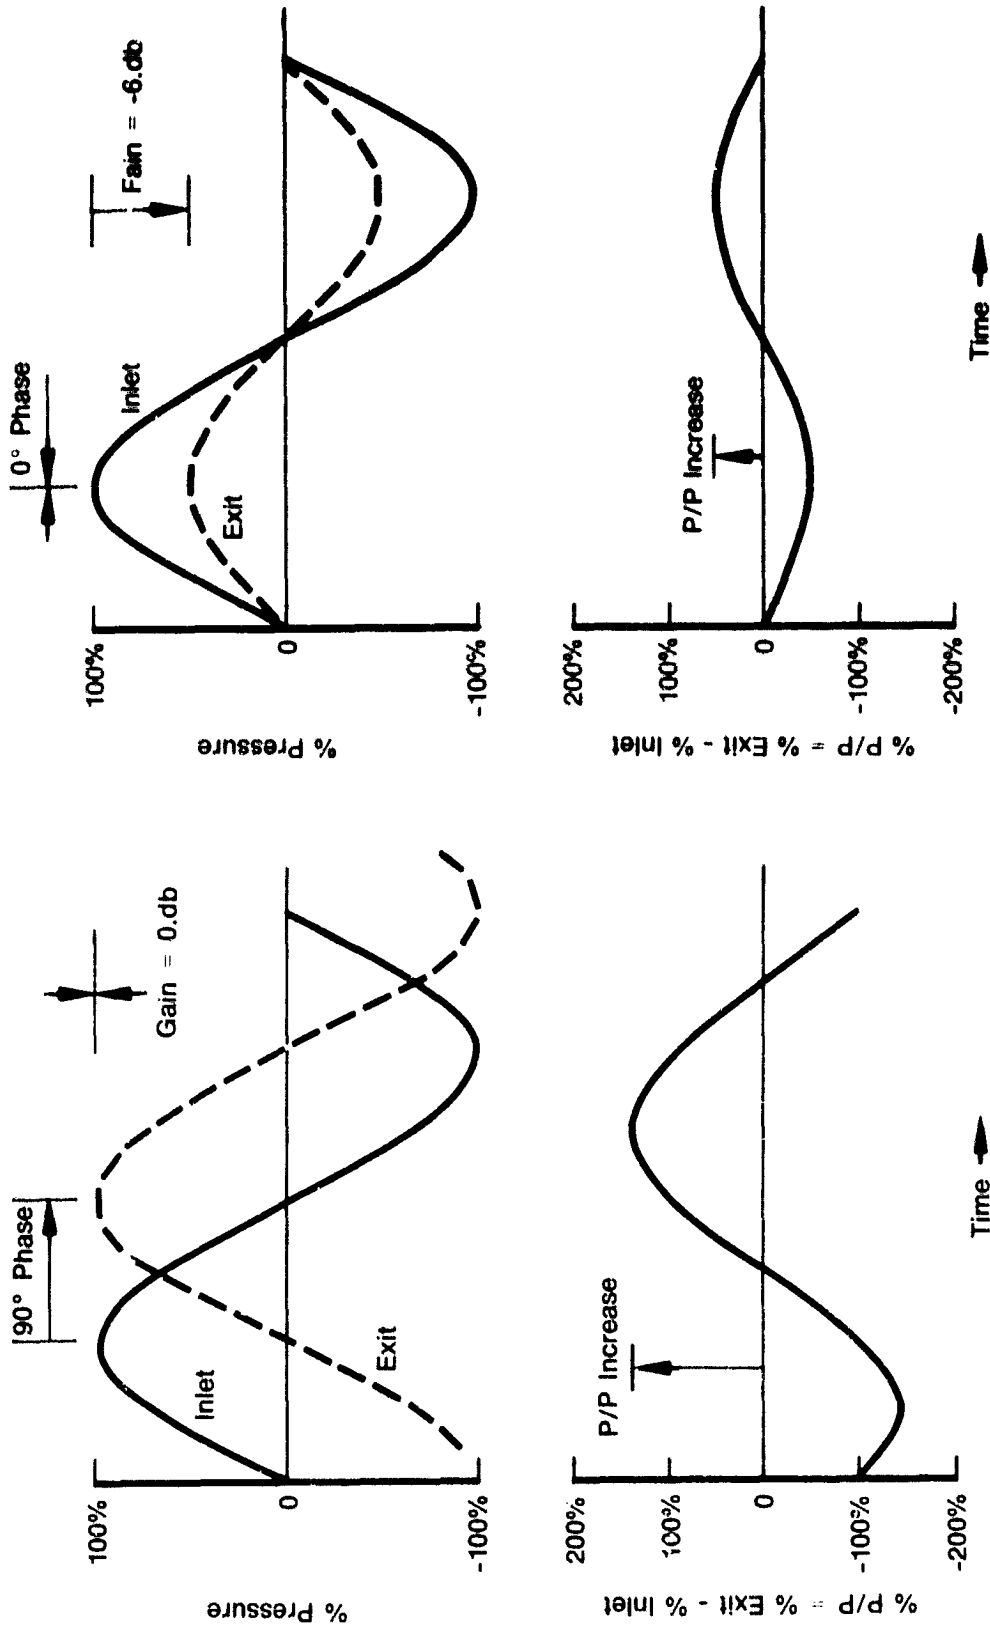 90° Phase
Gain = 0.db
Inlet
Exit
100%
0
-100%
% Pressure
P/P Increase
200%
100%
0
-100%
-200%
% P/P = % Exit - % Inlet
Time
0° Phase
Fain = -6.db
Inlet
Exit
100%
0
-100%
% Pressure
P/P Increase
200%
100%
0
-100%
-200%
% P/P = % Exit - % Inlet
Time